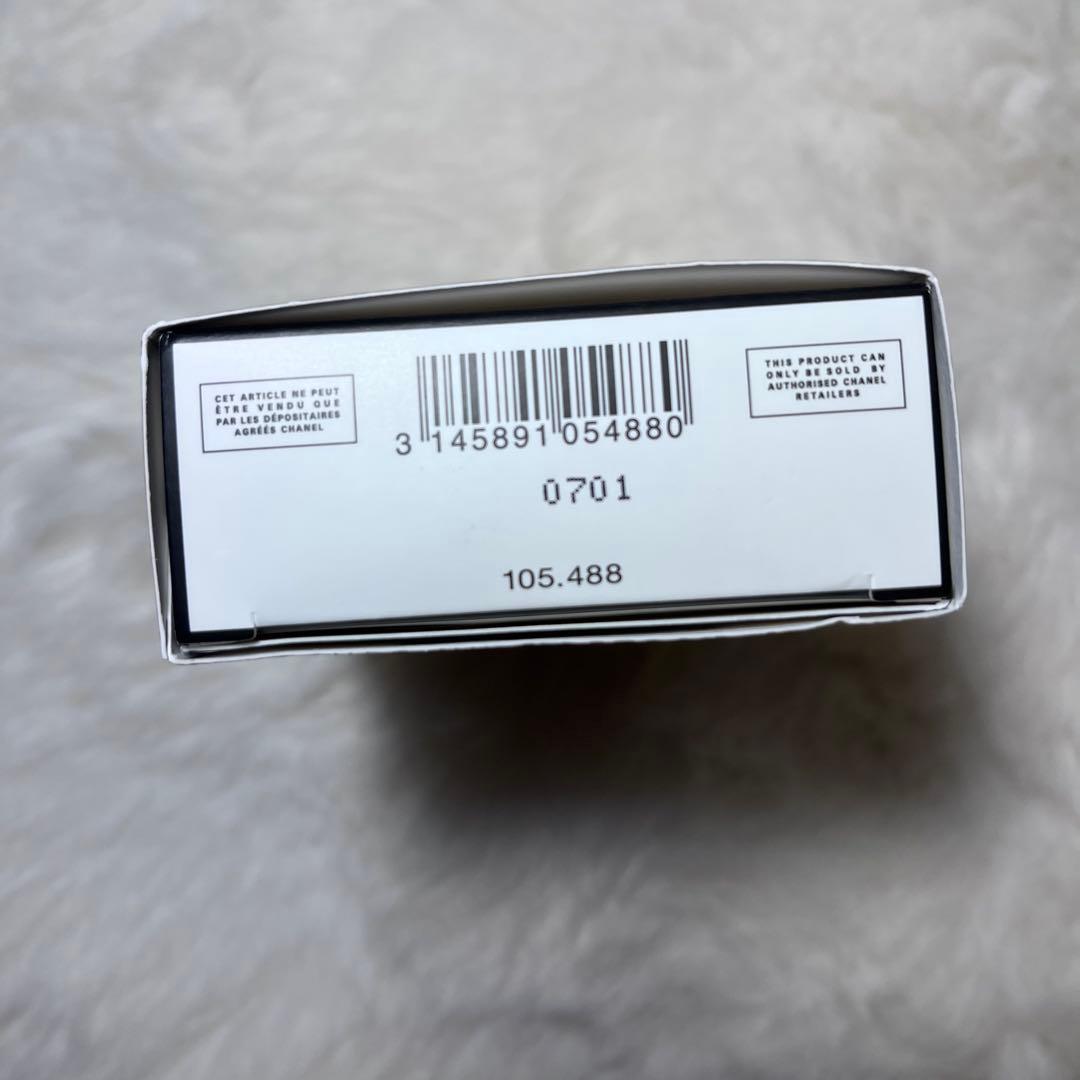 CET ARTICLE NE PEUT
ÊTRE VENDU QUE
PAR LES DÉPOSITAIRES
AGRÉÉS CHANEL
3 145891 054880
THIS PRODUCT CAN
ONLY BE SOLD BY
AUTHORISED CHANEL
RETAILERS
0701
105.488